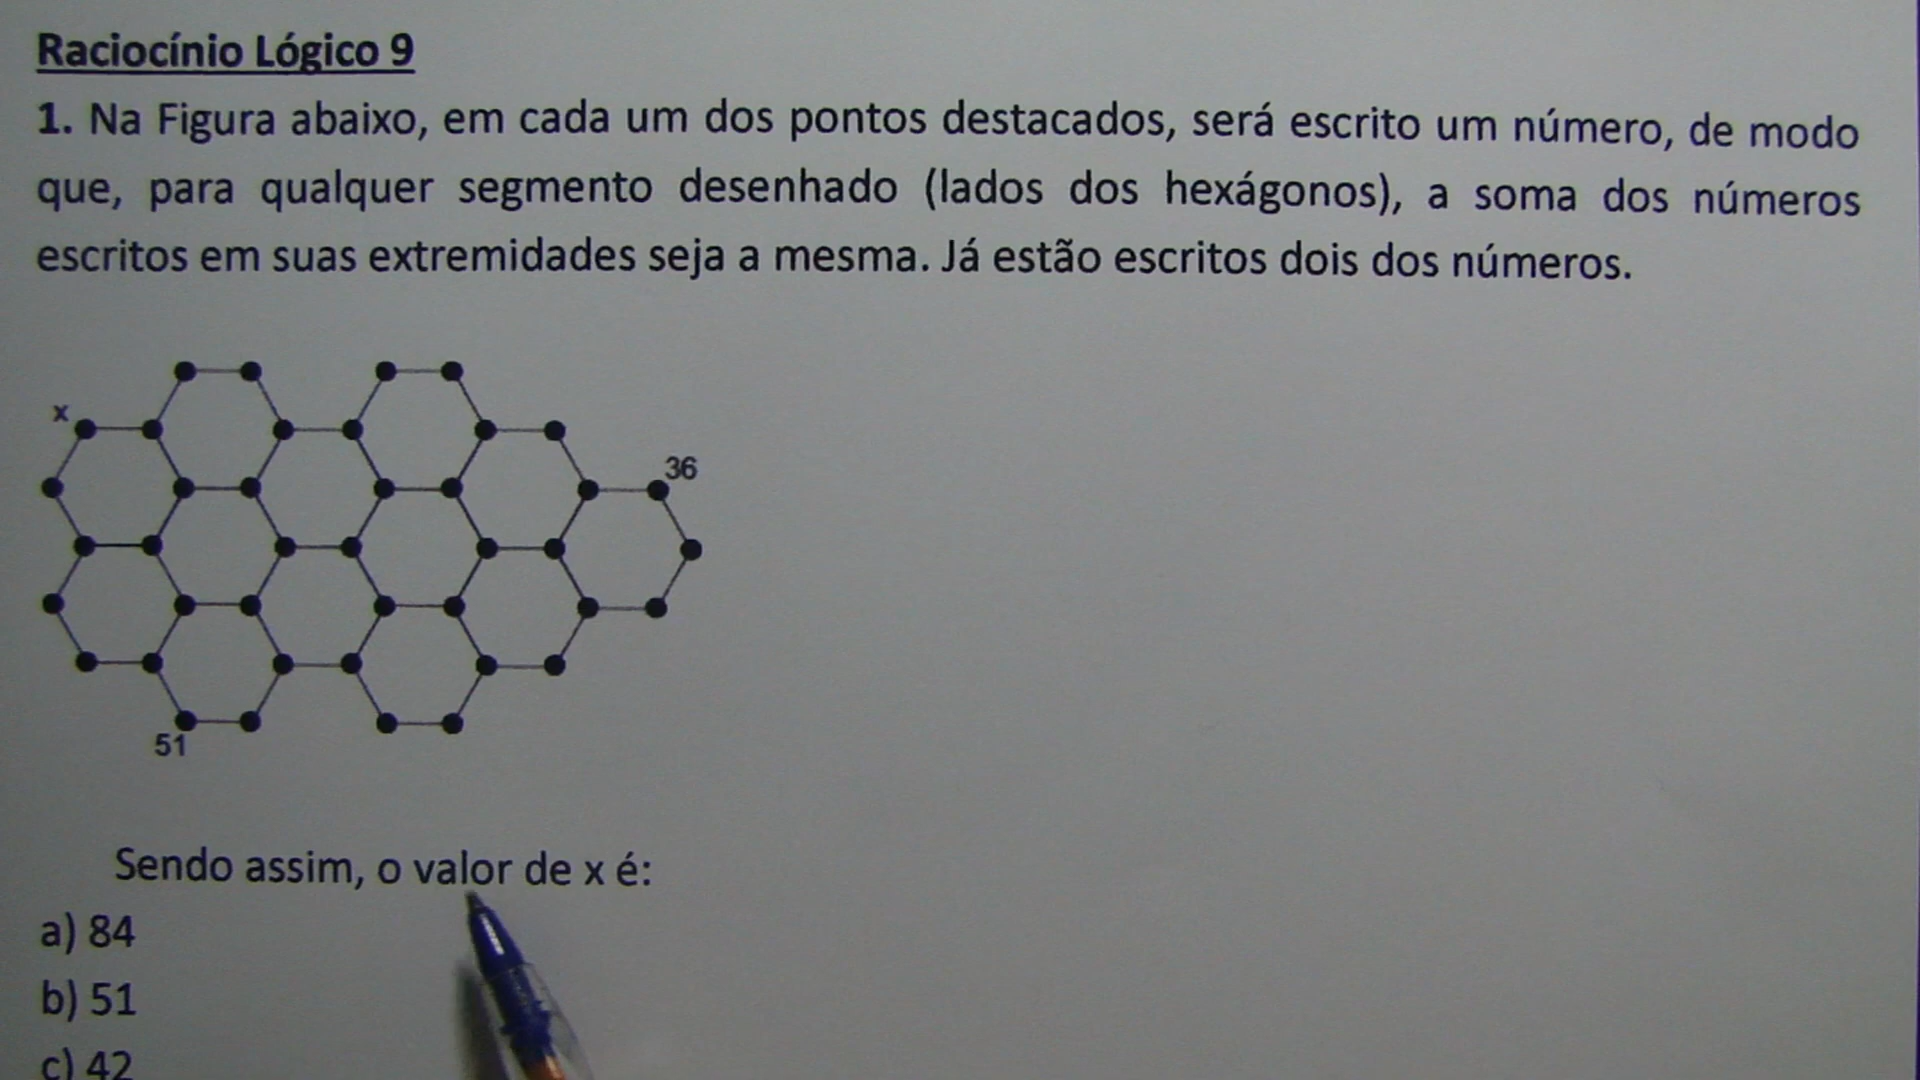 Raciocínio Lógico 9
1. Na Figura abaixo, em cada um dos pontos destacados, será escrito um número, de modo
que, para qualquer segmento desenhado (lados dos hexágonos), a soma dos números
escritos em suas extremidades seja a mesma. Já estão escritos dois dos números.
x
36
51
Sendo assim, o valor de x é:
a) 84
b) 51
c) 42